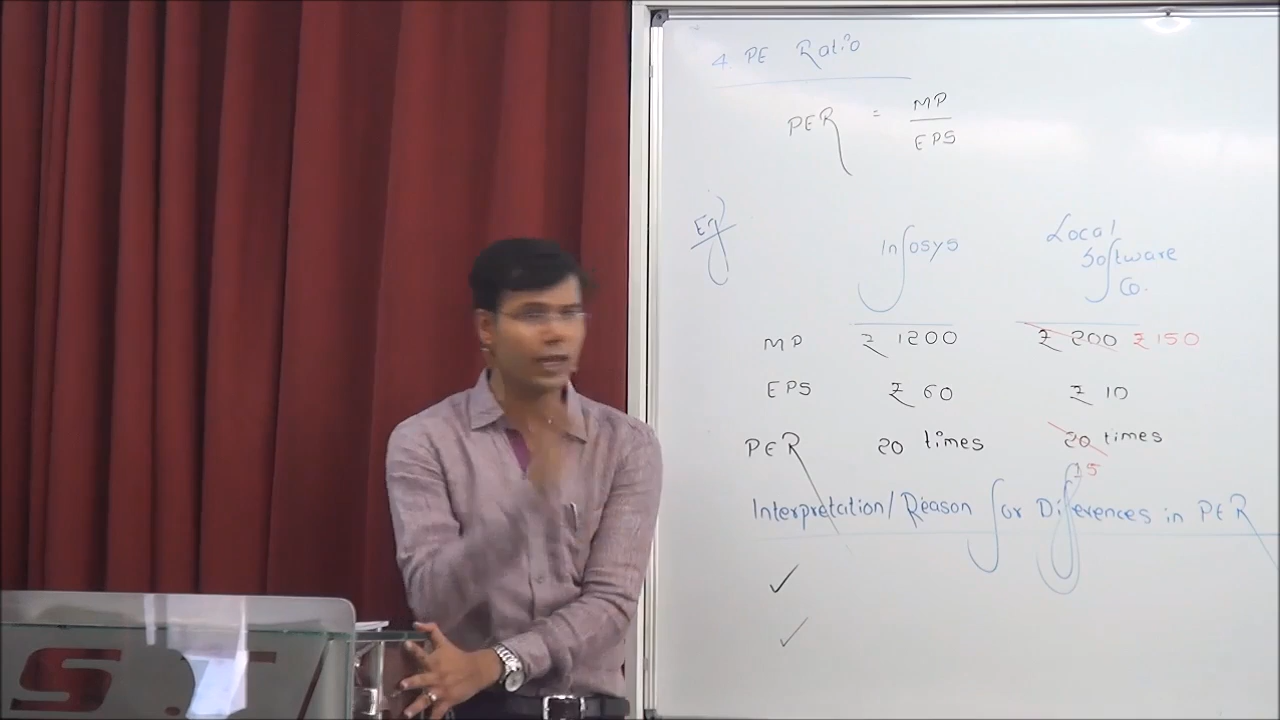 4. PE Ratio
PER = MP
EPS
Eg
Infosys
Local
Software
Co.
MP ₹ 1200 ₹ 200 ₹ 150
EPS ₹ 60 ₹ 10
PER 20 times 20 times
15
Interpretation/Reason for Differences in PER